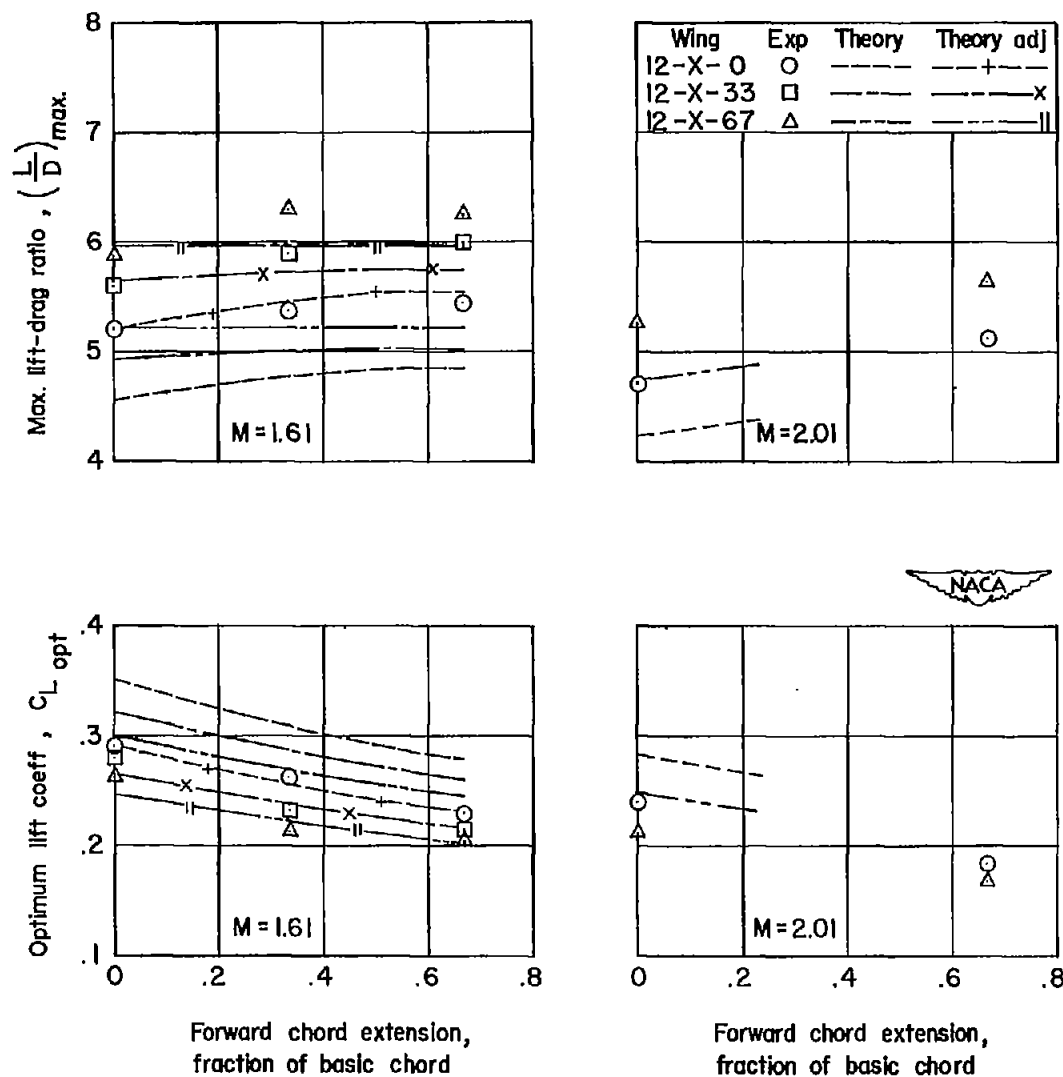 8
7
6
5
4
Max. lift-drag ratio, (L/D)max.
M = 1.61
Wing Exp Theory Theory adj
12-X-0
12-X-33
12-X-67
M = 2.01
NACA
.4
.3
.2
.1
Optimum lift coeff, CL opt
M = 1.61
0 .2 .4 .6 .8
Forward chord extension,
fraction of basic chord
M = 2.01
0 .2 .4 .6 .8
Forward chord extension,
fraction of basic chord